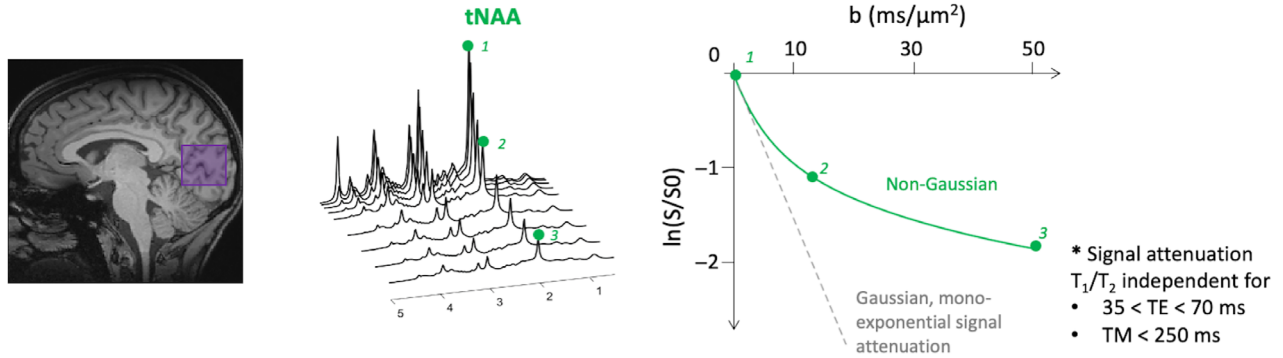 tNAA
1
2
3
5
4
3
2
1
b (ms/μm²)
0
10
30
50
1
−1
2
Non-Gaussian
ln(S/S0)
3
−2
Gaussian, mono-
exponential signal
attenuation
* Signal attenuation
T₁/T₂ independent for
• 35 < TE < 70 ms
• TM < 250 ms